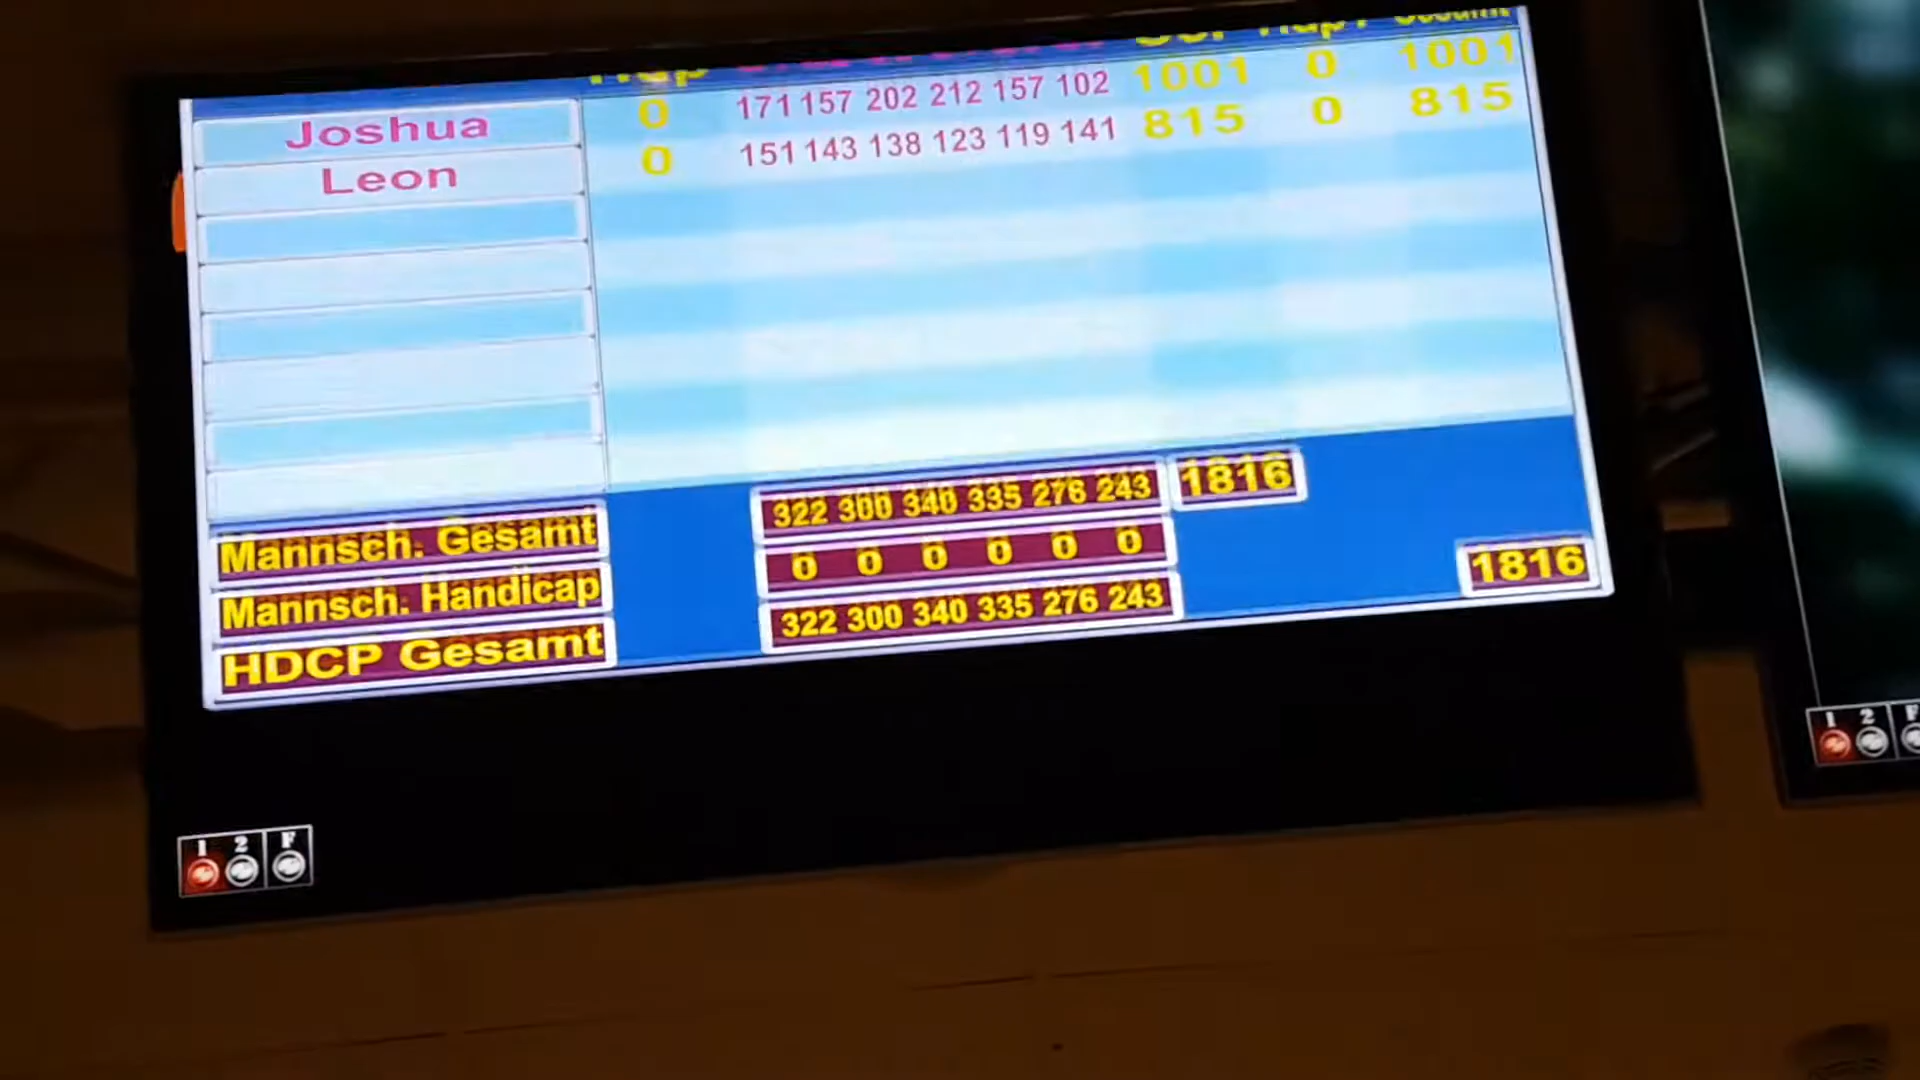 Joshua 0 171 157 202 212 157 102 1001 0 1001
Leon 0 151 143 138 123 119 141 815 0 815
Mannsch. Gesamt 322 300 340 335 276 243 1816
Mannsch. Handicap 0 0 0 0 0 0
HDCP Gesamt 322 300 340 335 276 243 1816
1 2 F
1 2 F